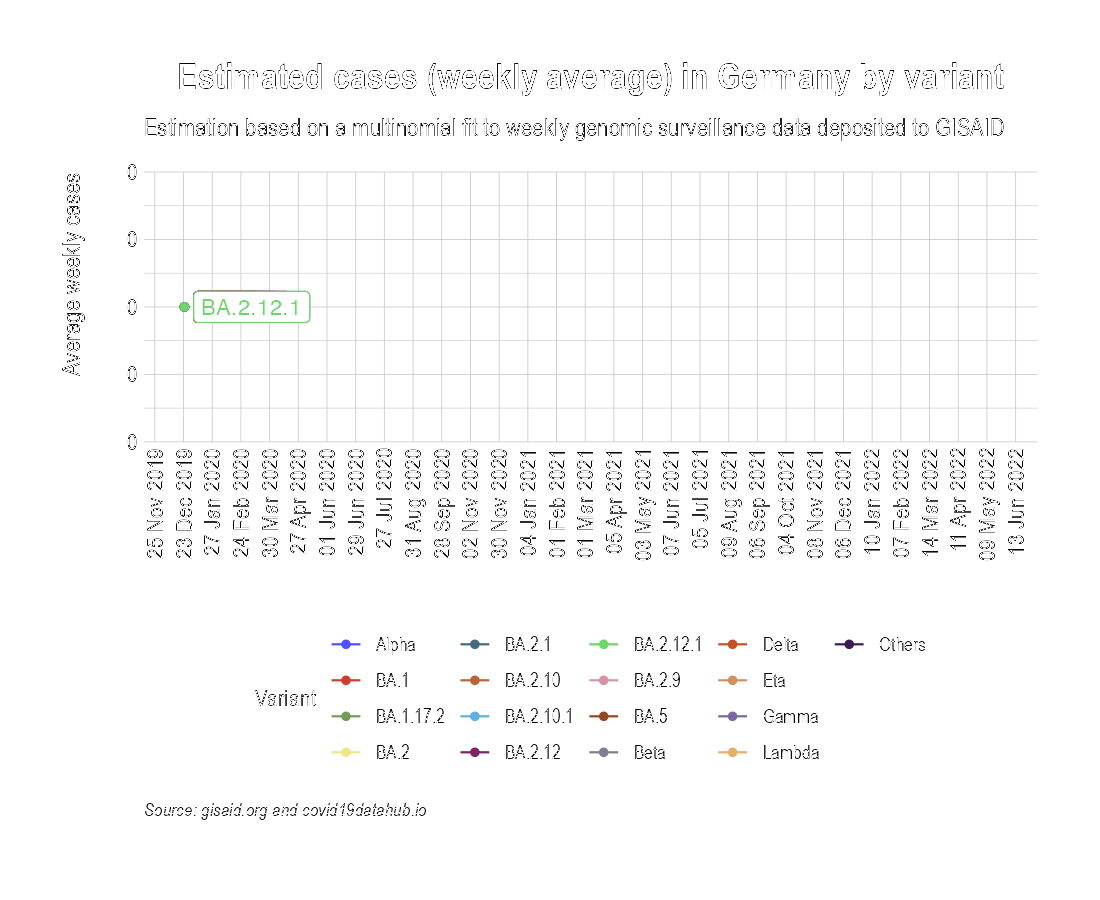 Estimated cases (weekly average) in Germany by variant
Estimation based on a multinomial fit to weekly genomic surveillance data deposited to GISAID
Average weekly cases
0
0
0
0
0
BA.2.12.1
25 Nov 2019
23 Dec 2019
27 Jan 2020
24 Feb 2020
30 Mar 2020
27 Apr 2020
01 Jun 2020
29 Jun 2020
27 Jul 2020
31 Aug 2020
28 Sep 2020
02 Nov 2020
30 Nov 2020
04 Jan 2021
01 Feb 2021
01 Mar 2021
05 Apr 2021
03 May 2021
07 Jun 2021
05 Jul 2021
09 Aug 2021
06 Sep 2021
04 Oct 2021
08 Nov 2021
06 Dec 2021
10 Jan 2022
07 Feb 2022
14 Mar 2022
11 Apr 2022
09 May 2022
13 Jun 2022
Variant
Alpha
BA.1
BA.1.17.2
BA.2
BA.2.1
BA.2.10
BA.2.10.1
BA.2.12
BA.2.12.1
BA.2.9
BA.5
Beta
Delta
Eta
Gamma
Lambda
Others
Source: gisaid.org and covid19datahub.io